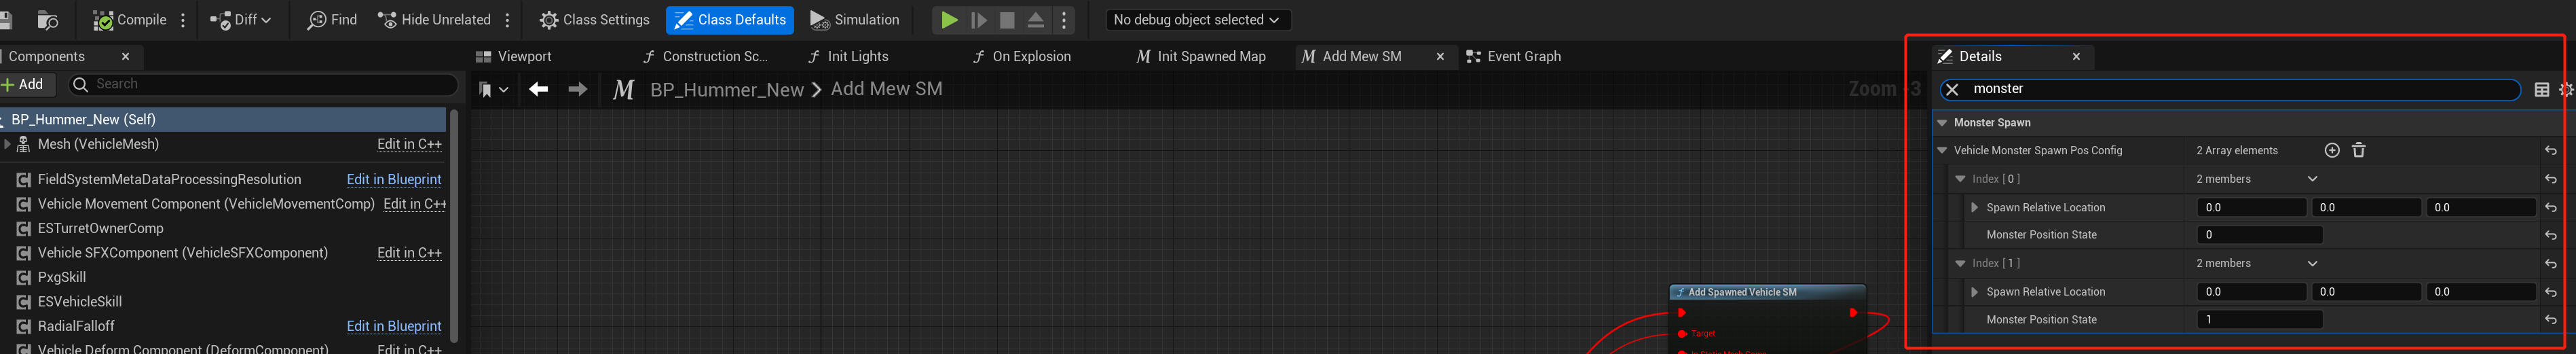 Compile Diff Find Hide Unrelated Class Settings Class Defaults Simulation No debug object selected
Components Viewport Construction Sc... Init Lights On Explosion Init Spawned Map Add Mew SM Event Graph Details
Add Search BP_Hummer_New > Add Mew SM Zoom -3 monster
BP_Hummer_New (Self)
Mesh (VehicleMesh) Edit in C++
FieldSystemMetaDataProcessingResolution Edit in Blueprint
Vehicle Movement Component (VehicleMovementComp) Edit in C++
ESTurretOwnerComp
Vehicle SFXComponent (VehicleSFXComponent) Edit in C++
PxgSkill
ESVehicleSkill
RadialFalloff Edit in Blueprint
Vehicle Deform Component (DeformComponent) Edit in C++
Add Spawned Vehicle SM
Target
In Static Mesh Comp
Monster Spawn
Vehicle Monster Spawn Pos Config 2 Array elements
Index [ 0 ] 2 members
Spawn Relative Location 0.0 0.0 0.0
Monster Position State 0
Index [ 1 ] 2 members
Spawn Relative Location 0.0 0.0 0.0
Monster Position State 1